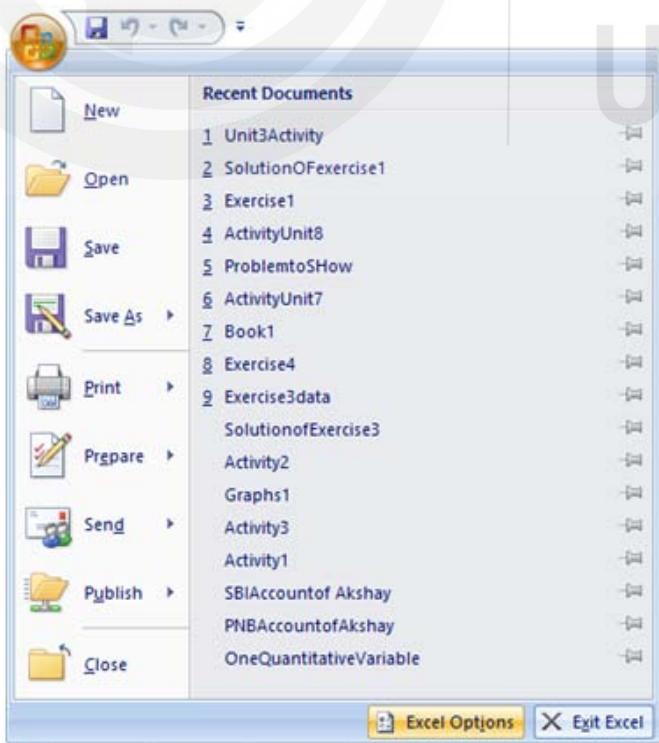 New
Open
Save
Save As
Print
Prepare
Send
Publish
Close
Recent Documents
1 Unit3Activity
2 SolutionOFexercise1
3 Exercise1
4 ActivityUnit8
5 ProblemtoSHow
6 ActivityUnit7
7 Book1
8 Exercise4
9 Exercise3data
SolutionofExercise3
Activity2
Graphs1
Activity3
Activity1
SBIAccountof Akshay
PNBAccountofAkshay
OneQuantitativeVariable
Excel Options
Exit Excel
U